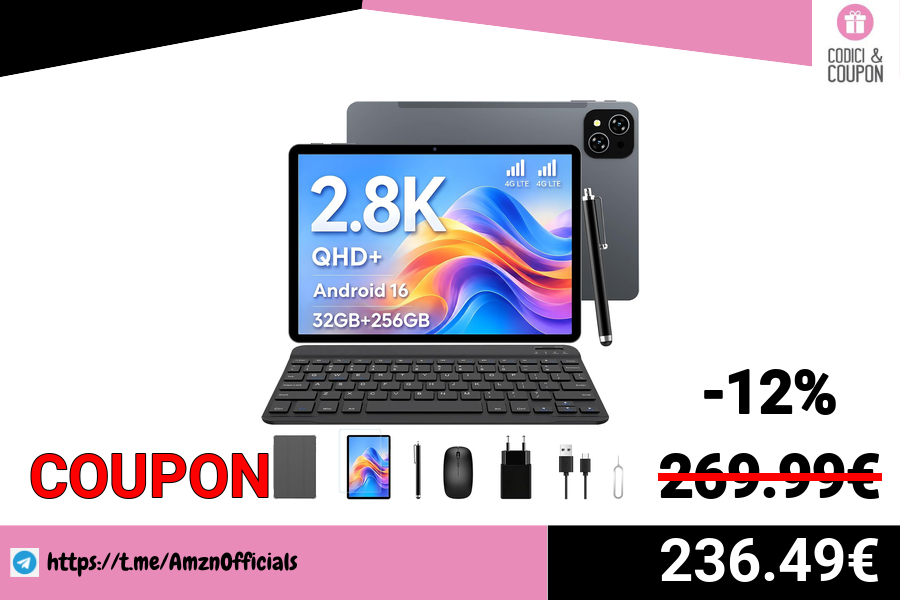 CODICI &
COUPON
2.8K
4G LTE 4G LTE
QHD+
Android 16
32GB+256GB
-12%
COUPON
269.99€
https://t.me/AmznOfficials
236.49€